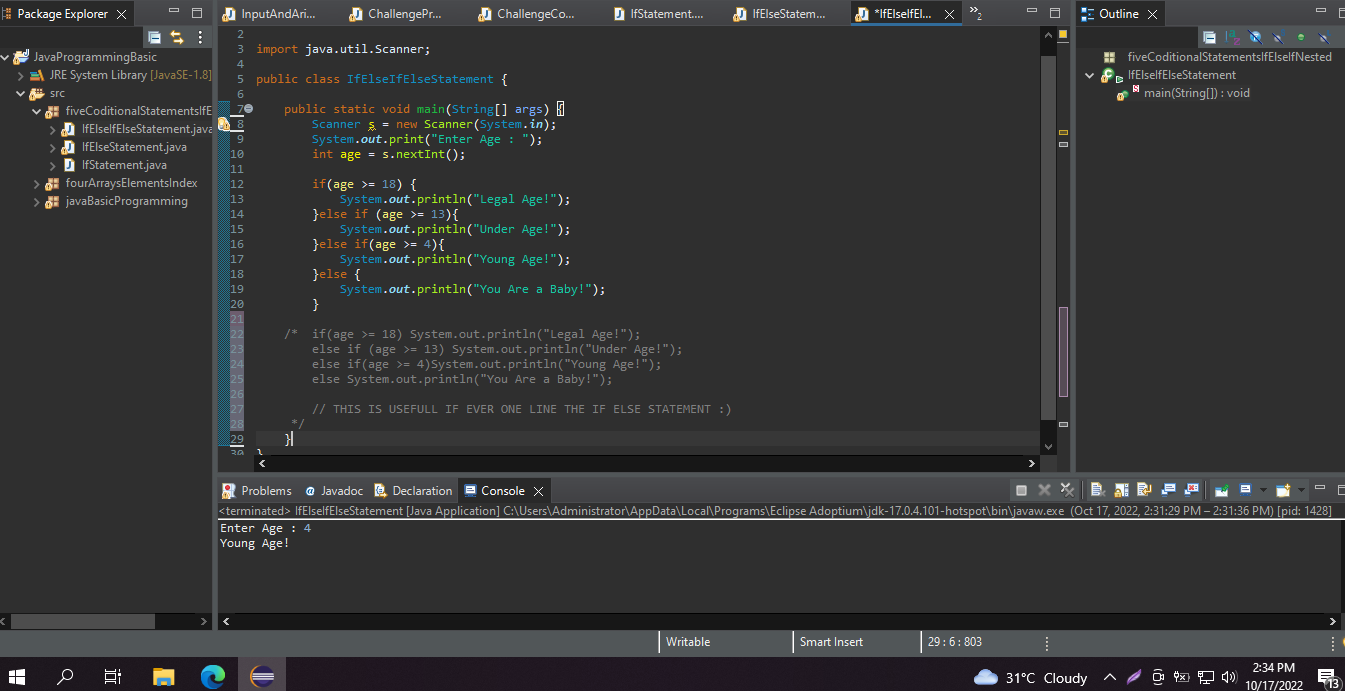 Package Explorer
InputAndAri...
ChallengePr...
ChallengeCo...
IfStatement....
IfElseStatem...
*IfElseIfEl...
»2
Outline
JavaProgrammingBasic
JRE System Library [JavaSE-1.8]
src
fiveCoditionalStatementsIfE
IfElseIfElseStatement.java
IfElseStatement.java
IfStatement.java
fourArraysElementsIndex
javaBasicProgramming
2
3 import java.util.Scanner;
4
5 public class IfElseIfElseStatement {
6
7 public static void main(String[] args) {
8 Scanner s = new Scanner(System.in);
9 System.out.print("Enter Age : ");
10 int age = s.nextInt();
11
12 if(age >= 18) {
13 System.out.println("Legal Age!");
14 }else if (age >= 13){
15 System.out.println("Under Age!");
16 }else if(age >= 4){
17 System.out.println("Young Age!");
18 }else {
19 System.out.println("You Are a Baby!");
20 }
21
22 /* if(age >= 18) System.out.println("Legal Age!");
23 else if (age >= 13) System.out.println("Under Age!");
24 else if(age >= 4)System.out.println("Young Age!");
25 else System.out.println("You Are a Baby!");
26
27 // THIS IS USEFULL IF EVER ONE LINE THE IF ELSE STATEMENT :)
28 */
29 }
30 }
fiveCoditionalStatementsIfElseIfNested
IfElseIfElseStatement
main(String[]) : void
Problems
Javadoc
Declaration
Console
<terminated> IfElseIfElseStatement [Java Application] C:\Users\Administrator\AppData\Local\Programs\Eclipse Adoptium\jdk-17.0.4.101-hotspot\bin\javaw.exe (Oct 17, 2022, 2:31:29 PM – 2:31:36 PM) [pid: 1428]
Enter Age : 4
Young Age!
Writable
Smart Insert
29 : 6 : 803
31°C Cloudy
2:34 PM
10/17/2022
13